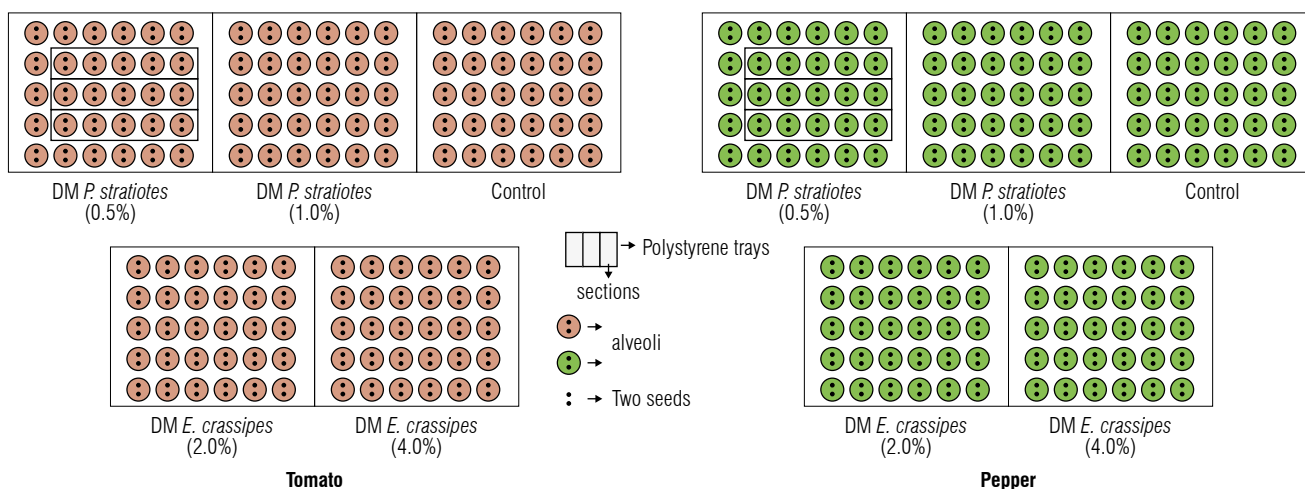 DM P. stratiotes
(0.5%)
DM P. stratiotes
(1.0%)
Control
DM P. stratiotes
(0.5%)
DM P. stratiotes
(1.0%)
Control
Polystyrene trays
sections
alveoli
Two seeds
DM E. crassipes
(2.0%)
DM E. crassipes
(4.0%)
Tomato
DM E. crassipes
(2.0%)
DM E. crassipes
(4.0%)
Pepper